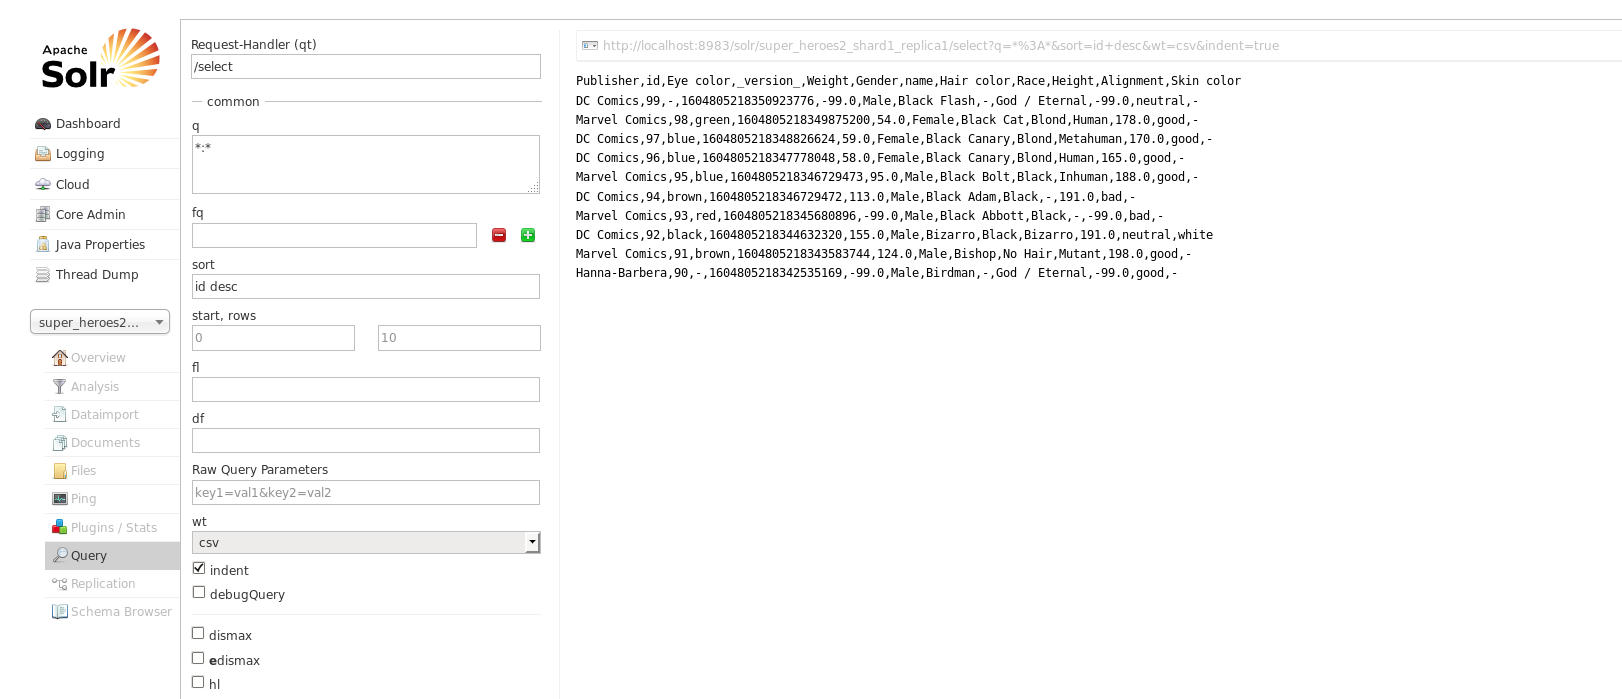 Apache
Solr
Dashboard
Logging
Cloud
Core Admin
Java Properties
Thread Dump
super_heroes2...
Overview
Analysis
Dataimport
Documents
Files
Ping
Plugins / Stats
Query
Replication
Schema Browser
Request-Handler (qt)
/select
common
q
*:*
fq
sort
id desc
start, rows
0 10
fl
df
Raw Query Parameters
key1=val1&key2=val2
wt
csv
indent
debugQuery
dismax
edismax
hl
http://localhost:8983/solr/super_heroes2_shard1_replica1/select?q=*%3A*&sort=id+desc&wt=csv&indent=true
Publisher,id,Eye color,_version_,Weight,Gender,name,Hair color,Race,Height,Alignment,Skin color
DC Comics,99,-,1604805218350923776,-99.0,Male,Black Flash,-,God / Eternal,-99.0,neutral,-
Marvel Comics,98,green,1604805218349875200,54.0,Female,Black Cat,Blond,Human,178.0,good,-
DC Comics,97,blue,1604805218348826624,59.0,Female,Black Canary,Blond,Metahuman,170.0,good,-
DC Comics,96,blue,1604805218347778048,58.0,Female,Black Canary,Blond,Human,165.0,good,-
Marvel Comics,95,blue,1604805218346729473,95.0,Male,Black Bolt,Black,Inhuman,188.0,good,-
DC Comics,94,brown,1604805218346729472,113.0,Male,Black Adam,Black,-,191.0,bad,-
Marvel Comics,93,red,1604805218345680896,-99.0,Male,Black Abbott,Black,-,-99.0,bad,-
DC Comics,92,black,1604805218344632320,155.0,Male,Bizarro,Black,Bizarro,191.0,neutral,white
Marvel Comics,91,brown,1604805218343583744,124.0,Male,Bishop,No Hair,Mutant,198.0,good,-
Hanna-Barbera,90,-,1604805218342535169,-99.0,Male,Birdman,-,God / Eternal,-99.0,good,-